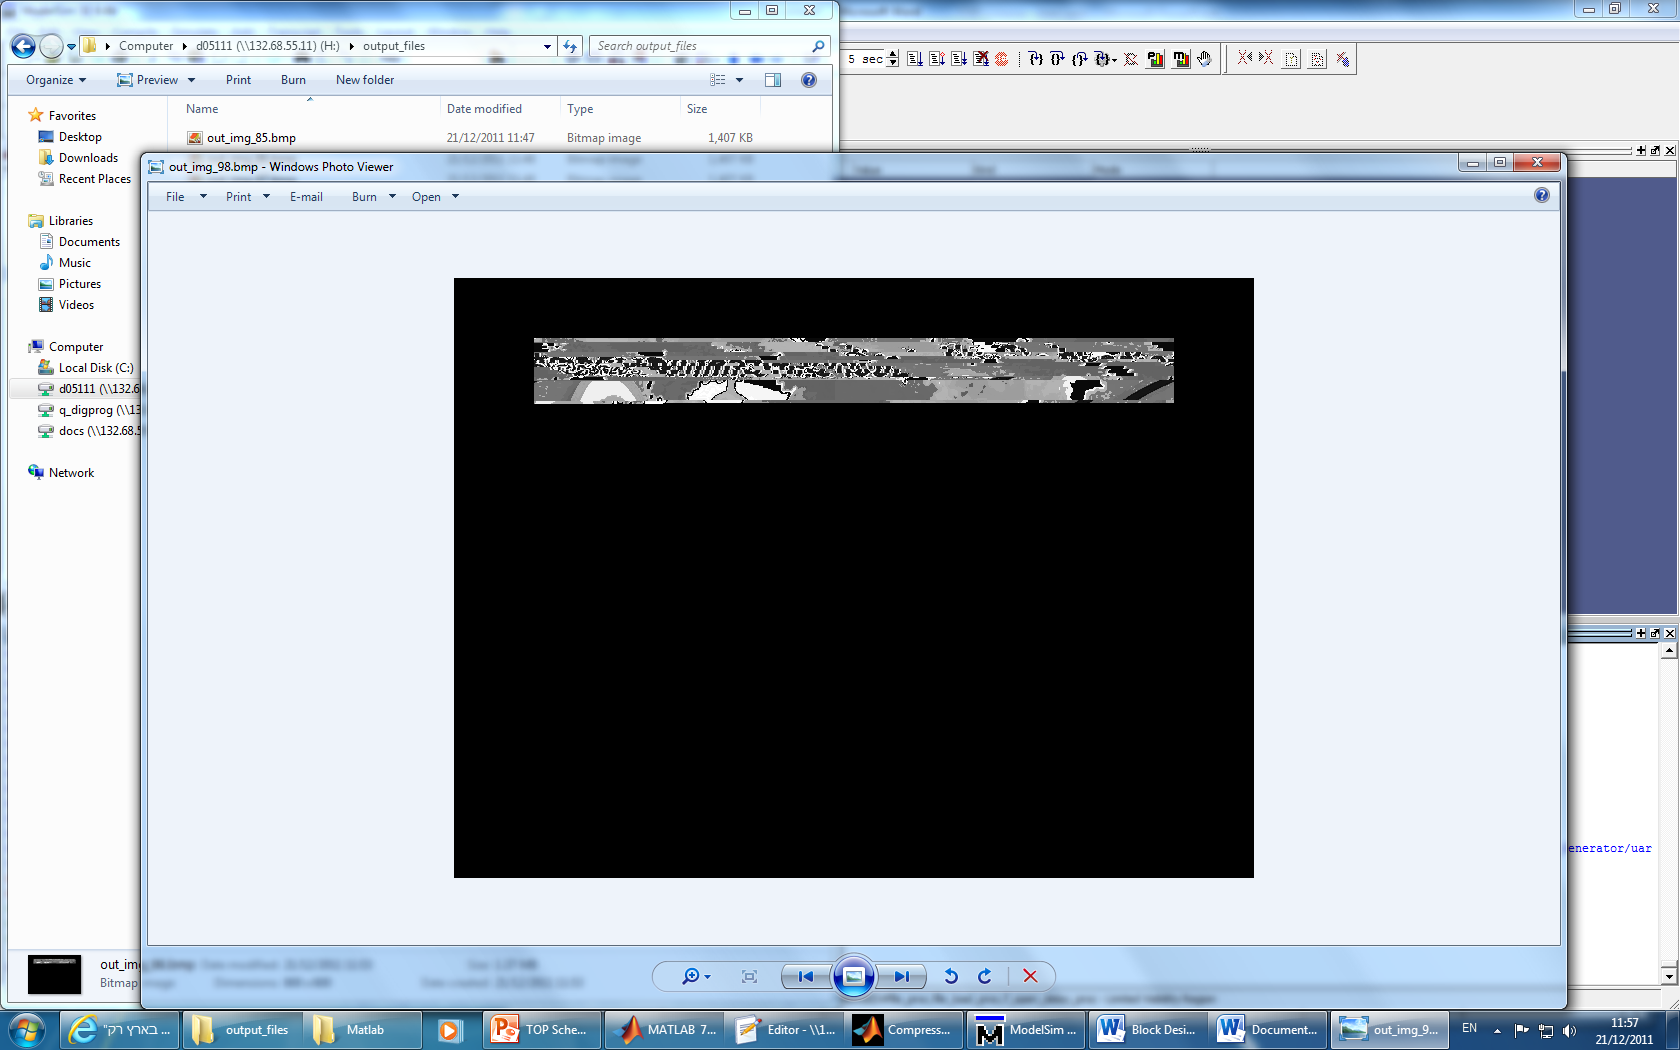 Computer ▸ d05111 (\\132.68.55.11) (H:) ▸ output_files
Search output_files
5 sec
Organize Preview Print Burn New folder
Name Date modified Type Size
out_img_85.bmp 21/12/2011 11:47 Bitmap image 1,407 KB
Favorites
Desktop
Downloads
Recent Places
Libraries
Documents
Music
Pictures
Videos
Computer
Local Disk (C:)
d05111 (\\132.6
q_digprog (\\13
docs (\\132.68.5
Network
out_img_98.bmp - Windows Photo Viewer
File Print E-mail Burn Open
enerator/uar
out_im
Bitmap
"בארץ רק ...
output_files
Matlab
TOP Sche...
MATLAB 7...
Editor - \\1...
Compress...
ModelSim ...
Block Desi...
Document...
out_img_9...
EN
11:57
21/12/2011